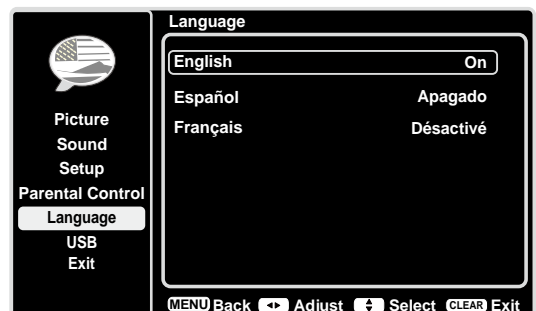 Language
English On
Español Apagado
Français Désactivé
Picture
Sound
Setup
Parental Control
Language
USB
Exit
MENU Back Adjust Select CLEAR Exit